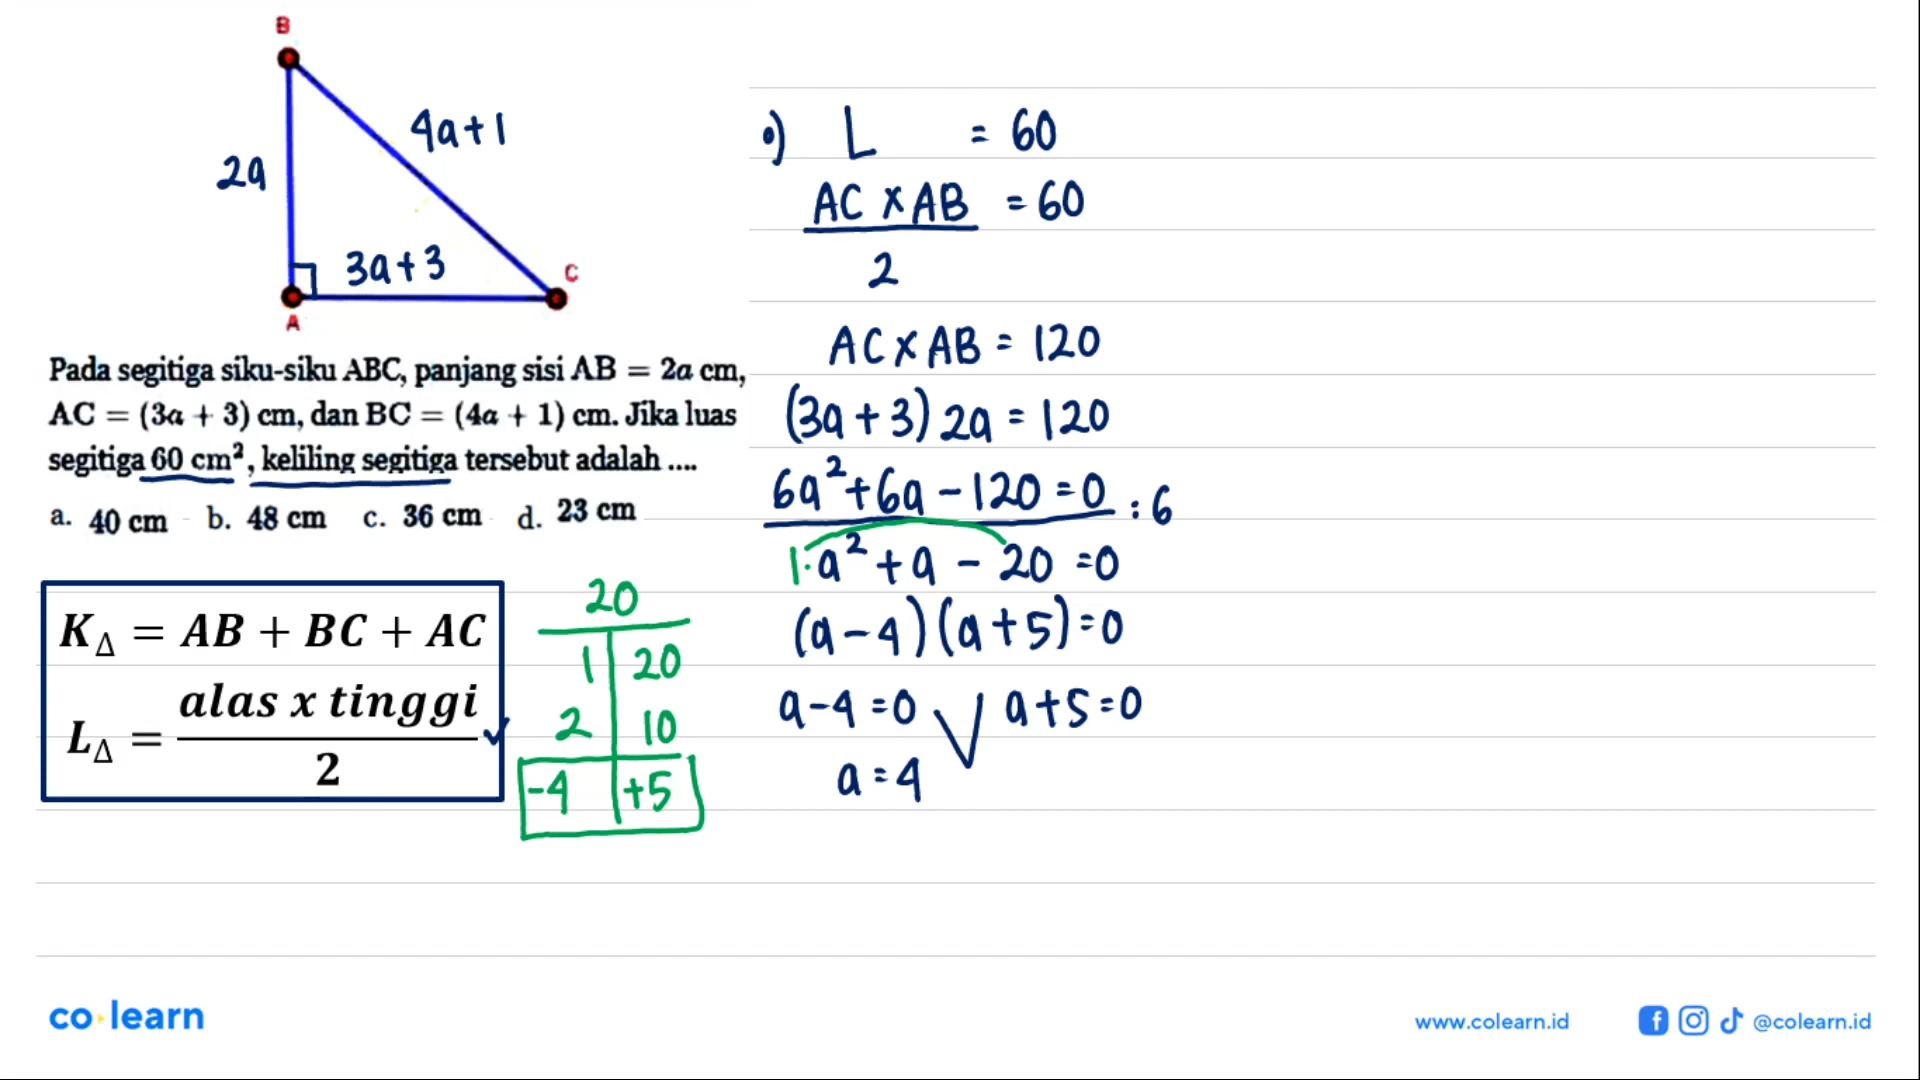 B
4a+1
2a
3a+3
C
A
Pada segitiga siku-siku ABC, panjang sisi AB = 2a cm,
AC = (3a + 3) cm, dan BC = (4a + 1) cm. Jika luas
segitiga 60 cm², keliling segitiga tersebut adalah ....
a. 40 cm b. 48 cm c. 36 cm d. 23 cm
K△ = AB + BC + AC
L△ = alas x tinggi
2
20
1 20
2 10
-4 +5
•) L = 60
AC x AB = 60
2
AC x AB = 120
(3a + 3) 2a = 120
6a² + 6a - 120 = 0 : 6
1·a² + a - 20 = 0
(a - 4)(a + 5) = 0
a - 4 = 0 V a + 5 = 0
a = 4
co learn
www.colearn.id
@colearn.id